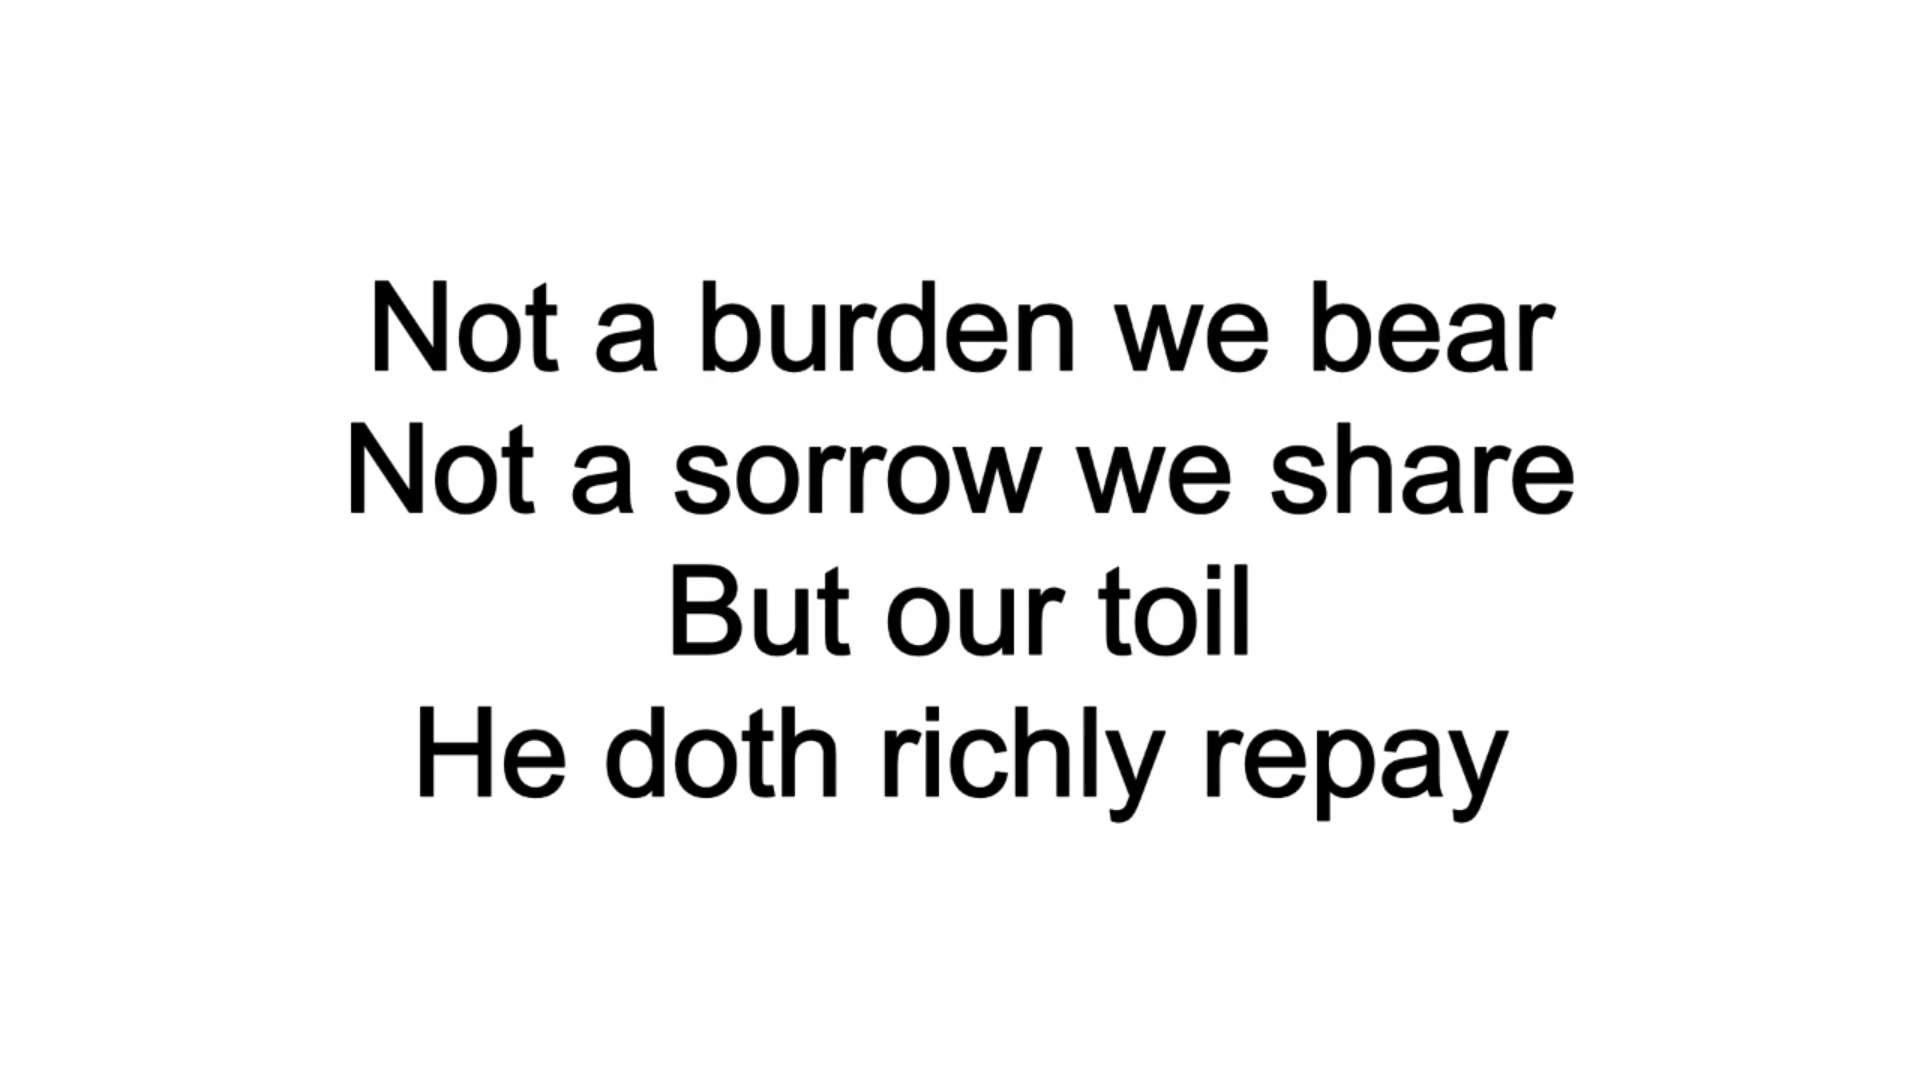 Not a burden we bear
Not a sorrow we share
But our toil
He doth richly repay